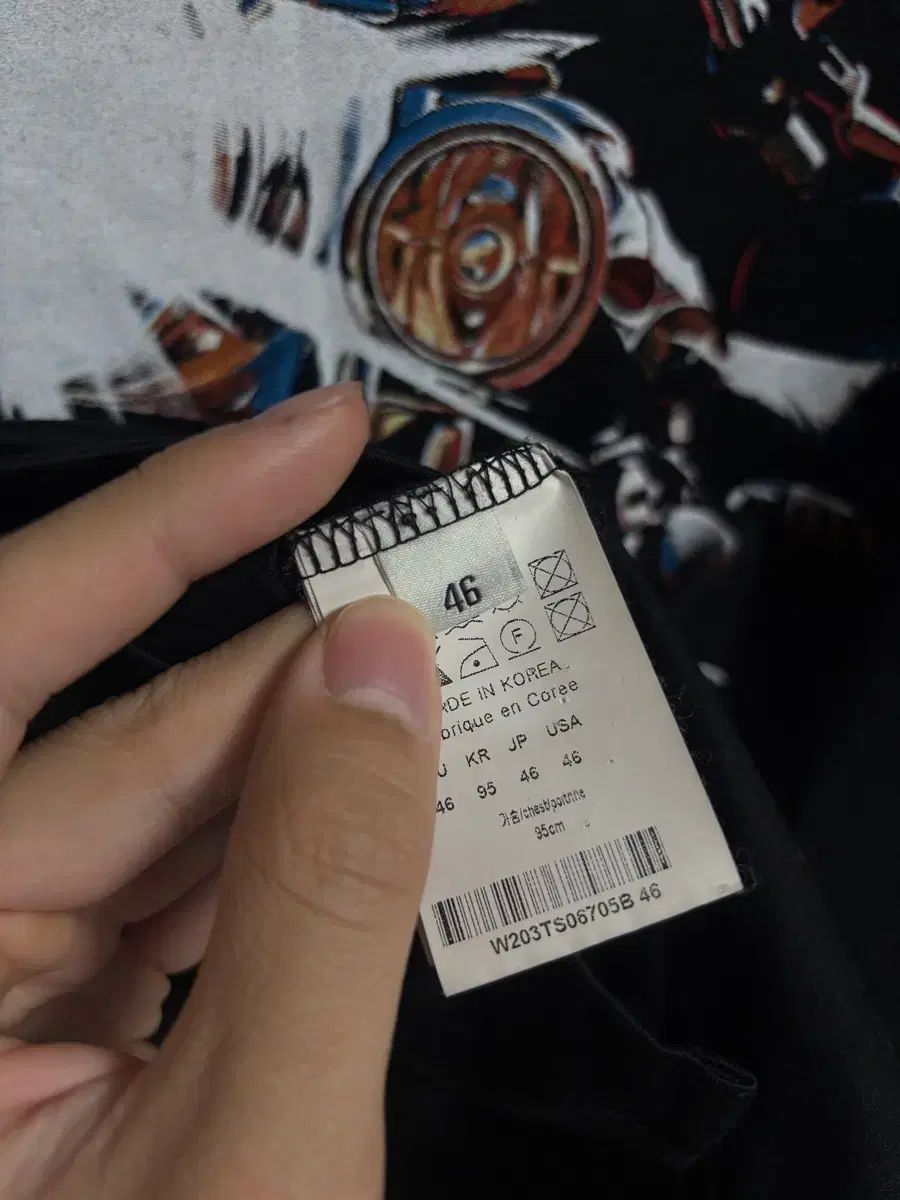 46
F
ADE IN KOREA
brique en Coree
U KR JP USA
46 95 46 46
가슴/chest/poitrine
95cm
W203TS06705B 46